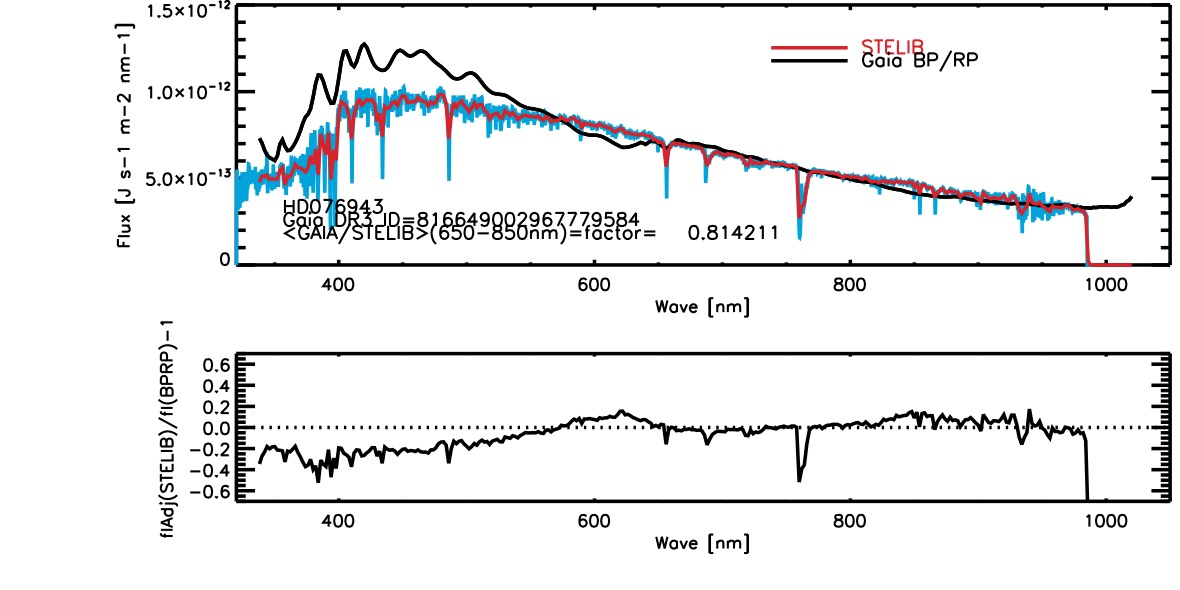 1.5×10−12
1.0×10−12
5.0×10−13
0
Flux [J s−1 m−2 nm−1]
STELIB
Gaia BP/RP
HD076943
Gaia DR3 ID=816649002967779584
<GAIA/STELIB>(650−850nm)=factor= 0.814211
400 600 800 1000
Wave [nm]
flAdj(STELIB)/fl(BPRP)−1
0.6
0.4
0.2
0.0
−0.2
−0.4
−0.6
400 600 800 1000
Wave [nm]